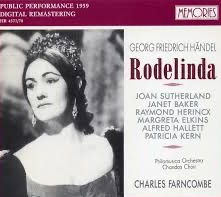 PUBLIC PERFORMANCE 1959
DIGITAL REMASTERING
HR 4577/78
MEMORIES
GEORG FRIEDRICH HÄNDEL
Rodelinda
JOAN SUTHERLAND
JANET BAKER
RAYMOND HERINCX
MARGRETA ELKINS
ALFRED HALLETT
PATRICIA KERN
Philomusica Orchestra
Chandos Choir
CHARLES FARNCOMBE